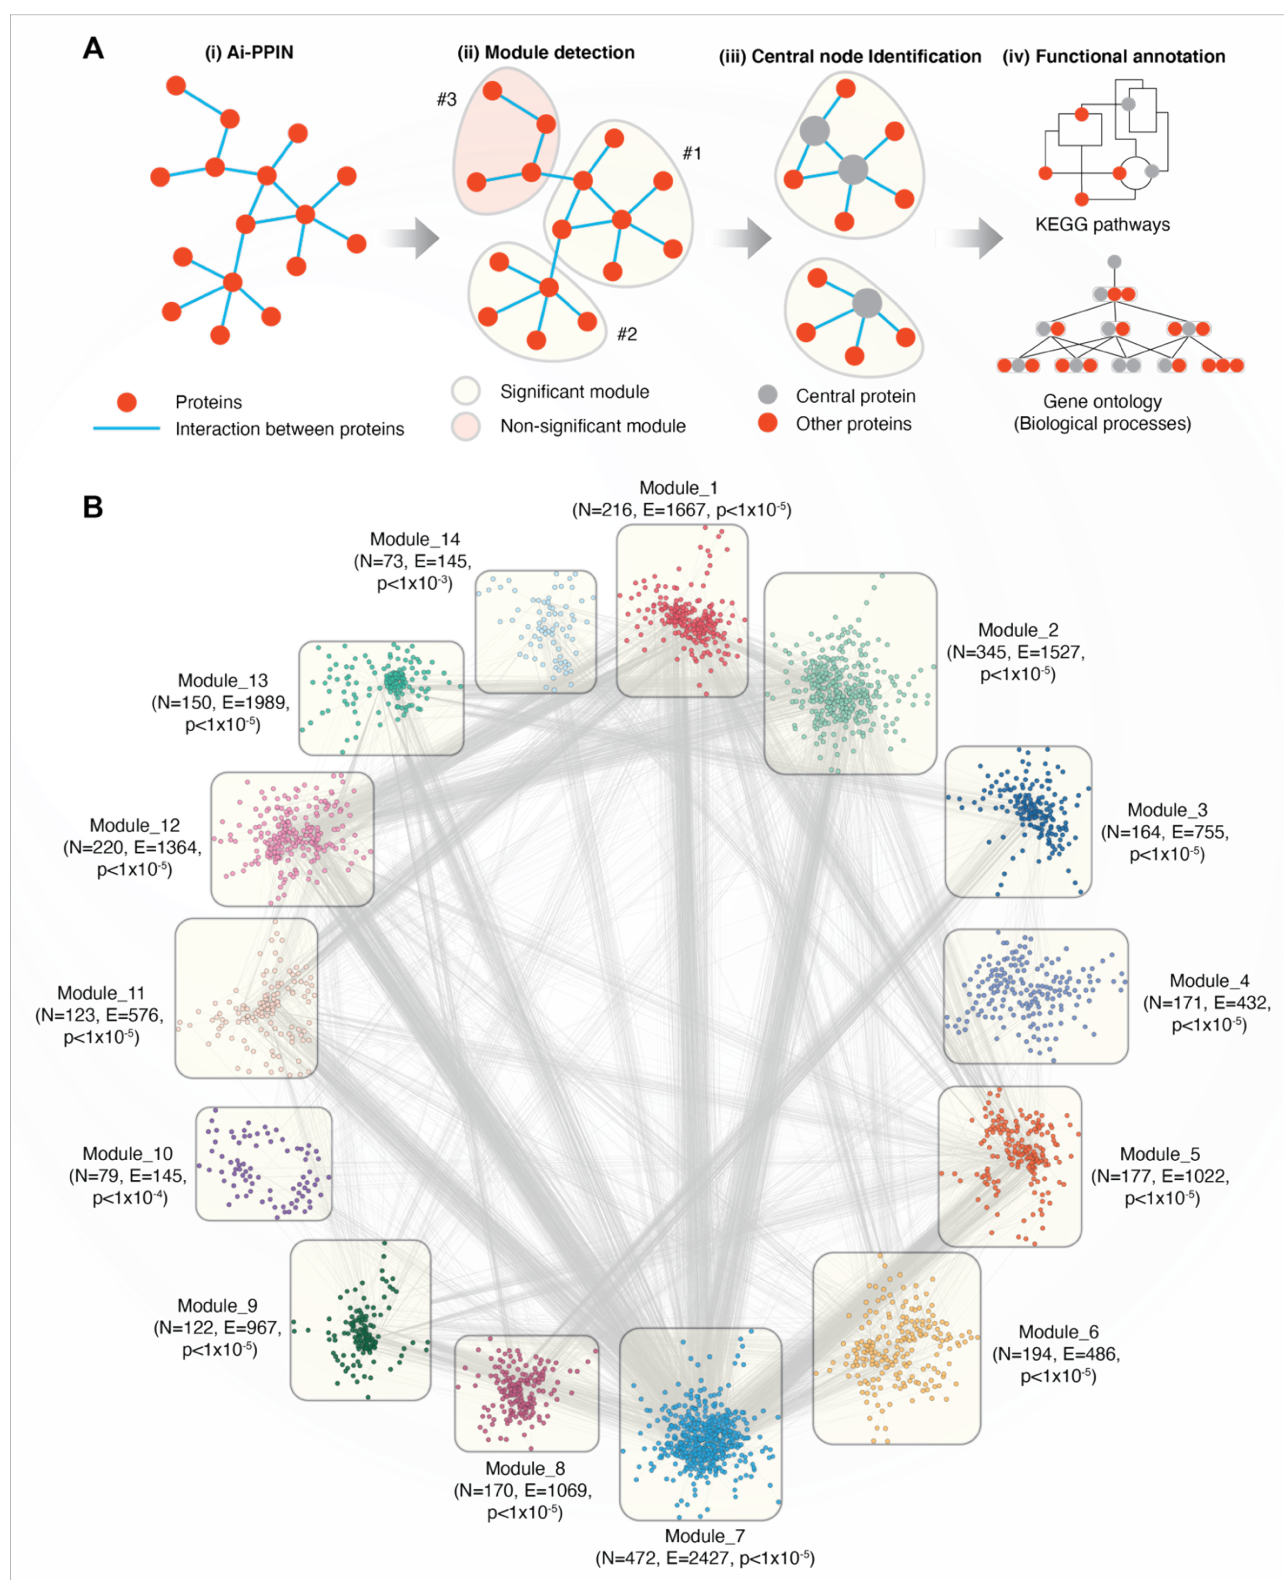 A
(i) Ai-PPIN
(ii) Module detection
(iii) Central node Identification
(iv) Functional annotation
#3
#1
#2
KEGG pathways
Proteins
Interaction between proteins
Significant module
Non-significant module
Central protein
Other proteins
Gene ontology
(Biological processes)
B
Module_1
(N=216, E=1667, p<1x10-5)
Module_14
(N=73, E=145,
p<1x10-3)
Module_2
(N=345, E=1527,
p<1x10-5)
Module_13
(N=150, E=1989,
p<1x10-5)
Module_3
(N=164, E=755,
p<1x10-5)
Module_12
(N=220, E=1364,
p<1x10-5)
Module_4
(N=171, E=432,
p<1x10-5)
Module_11
(N=123, E=576,
p<1x10-5)
Module_5
(N=177, E=1022,
p<1x10-5)
Module_10
(N=79, E=145,
p<1x10-4)
Module_9
(N=122, E=967,
p<1x10-5)
Module_6
(N=194, E=486,
p<1x10-5)
Module_8
(N=170, E=1069,
p<1x10-5)
Module_7
(N=472, E=2427, p<1x10-5)